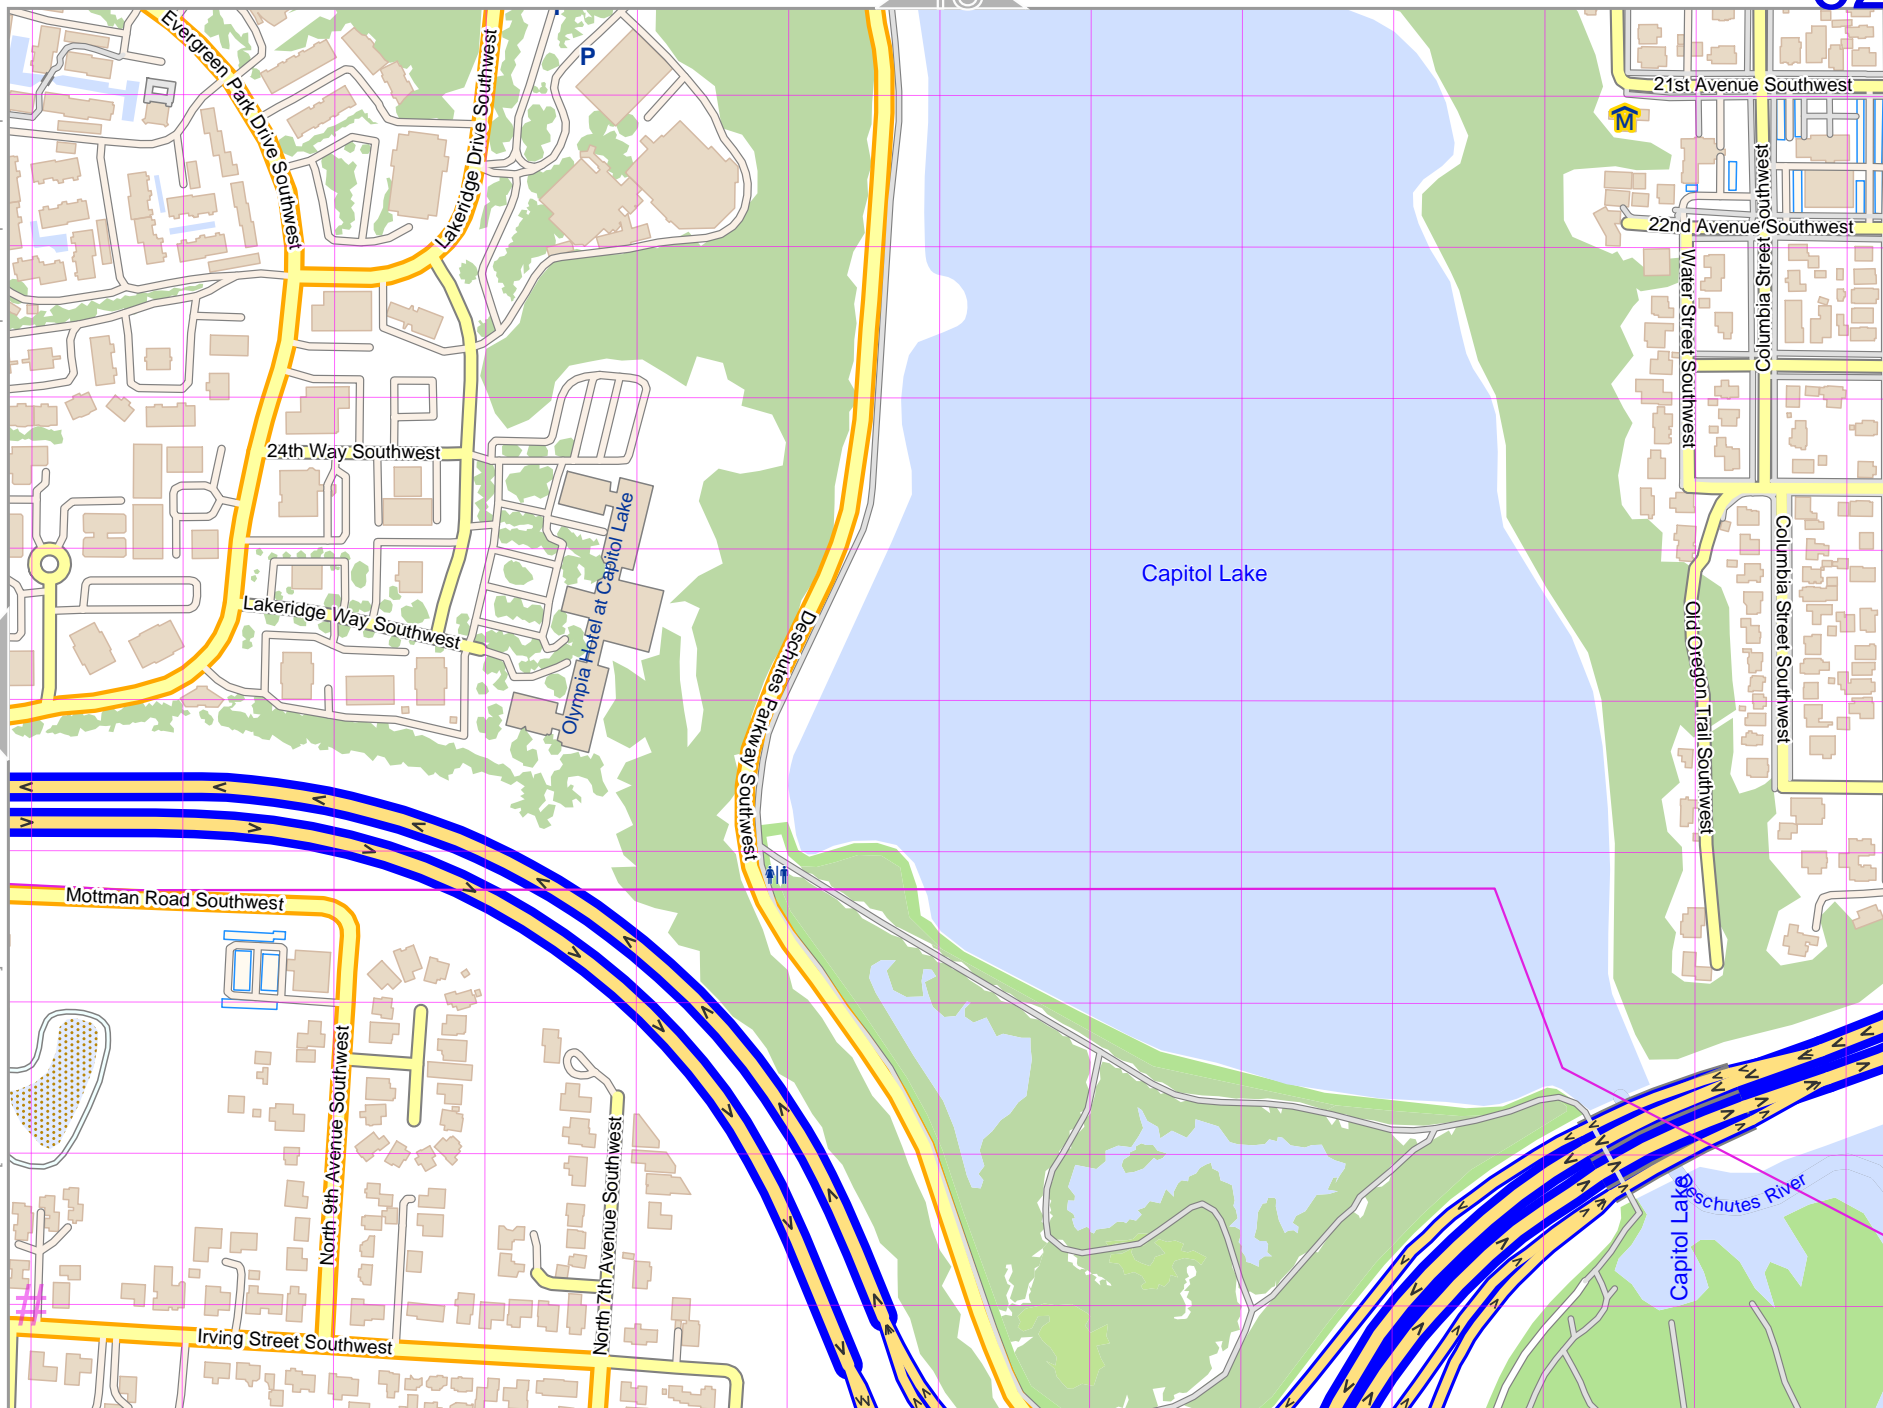 Evergreen Park Drive Southwest
Lakeridge Drive Southwest
P
21st Avenue Southwest
M
22nd Avenue Southwest
Columbia Street Southwest
Water Street Southwest
24th Way Southwest
Olympia Hotel at Capitol Lake
Capitol Lake
Columbia Street Southwest
Lakeridge Way Southwest
Deschutes Parkway Southwest
Old Oregon Trail Southwest
Mottman Road Southwest
North 9th Avenue Southwest
North 7th Avenue Southwest
Deschutes River
Capitol Lake
#
Irving Street Southwest